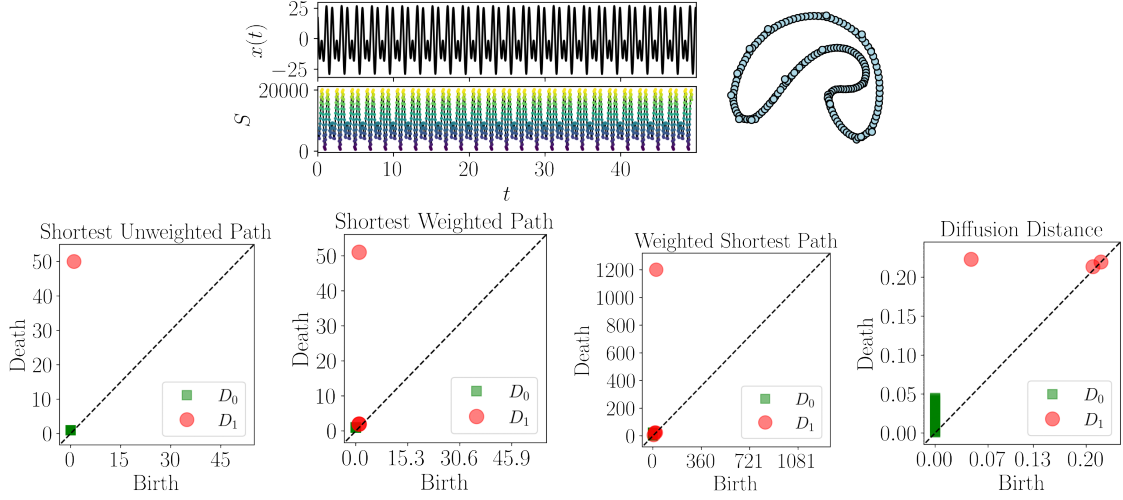 25
0
−25
x(t)
20000
0
S
0 10 20 30 40
t
Shortest Unweighted Path
50
40
30
20
10
0
Death
D₀
D₁
0 15 30 45
Birth
Shortest Weighted Path
50
40
30
20
10
0
Death
D₀
D₁
0.0 15.3 30.6 45.9
Birth
Weighted Shortest Path
1200
1000
800
600
400
200
0
Death
D₀
D₁
0 360 721 1081
Birth
Diffusion Distance
0.20
0.15
0.10
0.05
0.00
Death
D₀
D₁
0.00 0.07 0.13 0.20
Birth